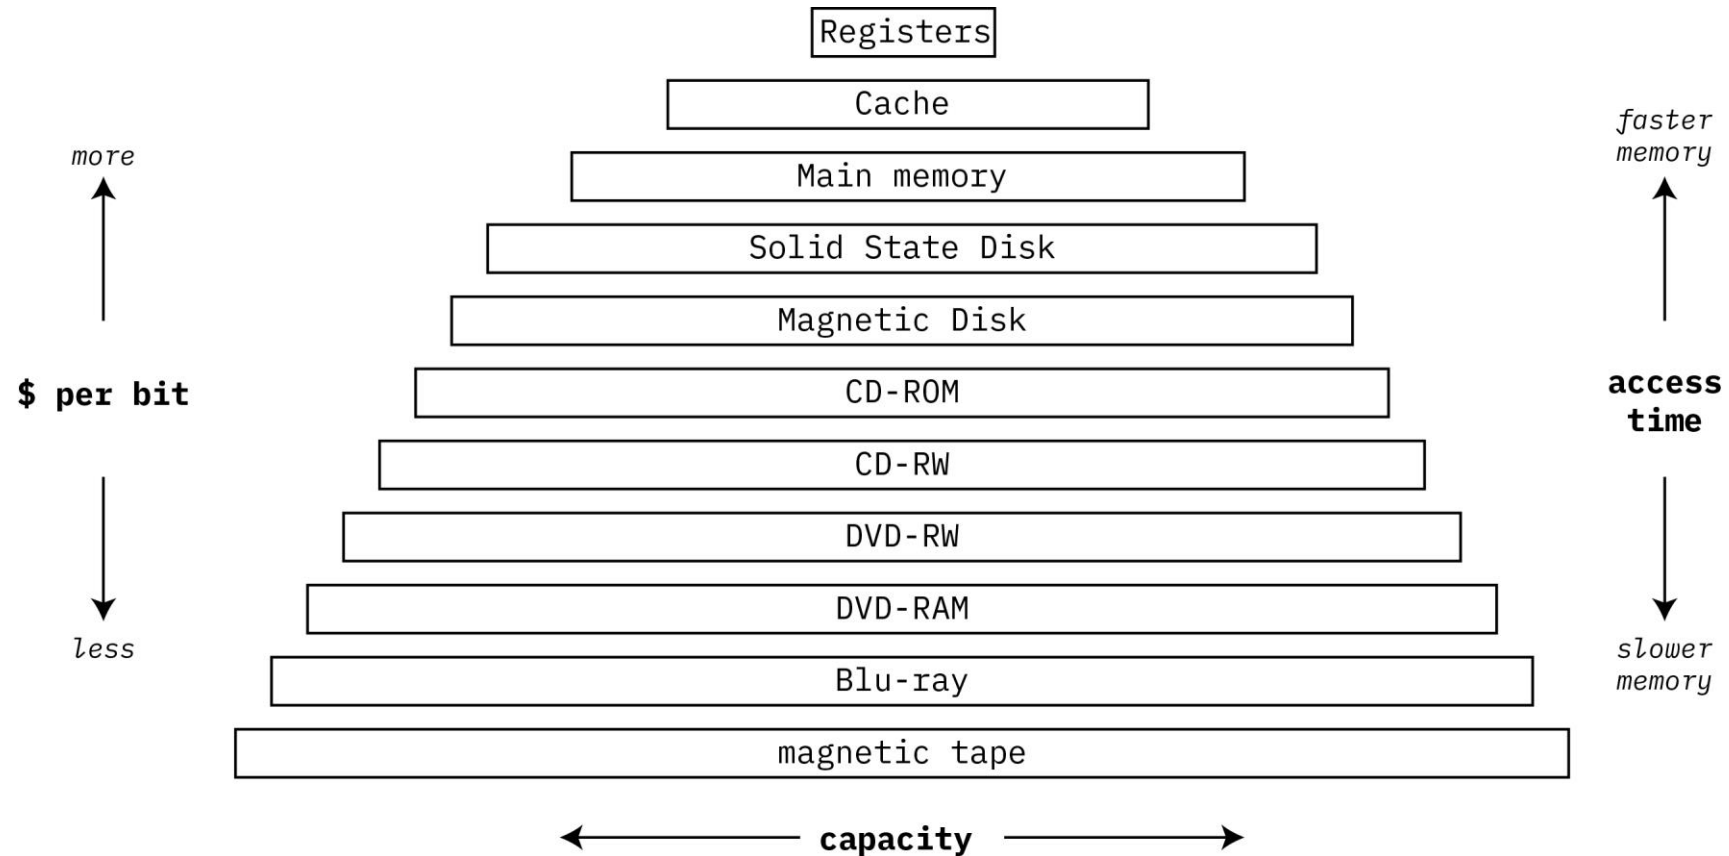 Registers
Cache
more
faster
memory
Main memory
Solid State Disk
Magnetic Disk
$ per bit
CD-ROM
access
time
CD-RW
DVD-RW
DVD-RAM
less
slower
memory
Blu-ray
magnetic tape
capacity